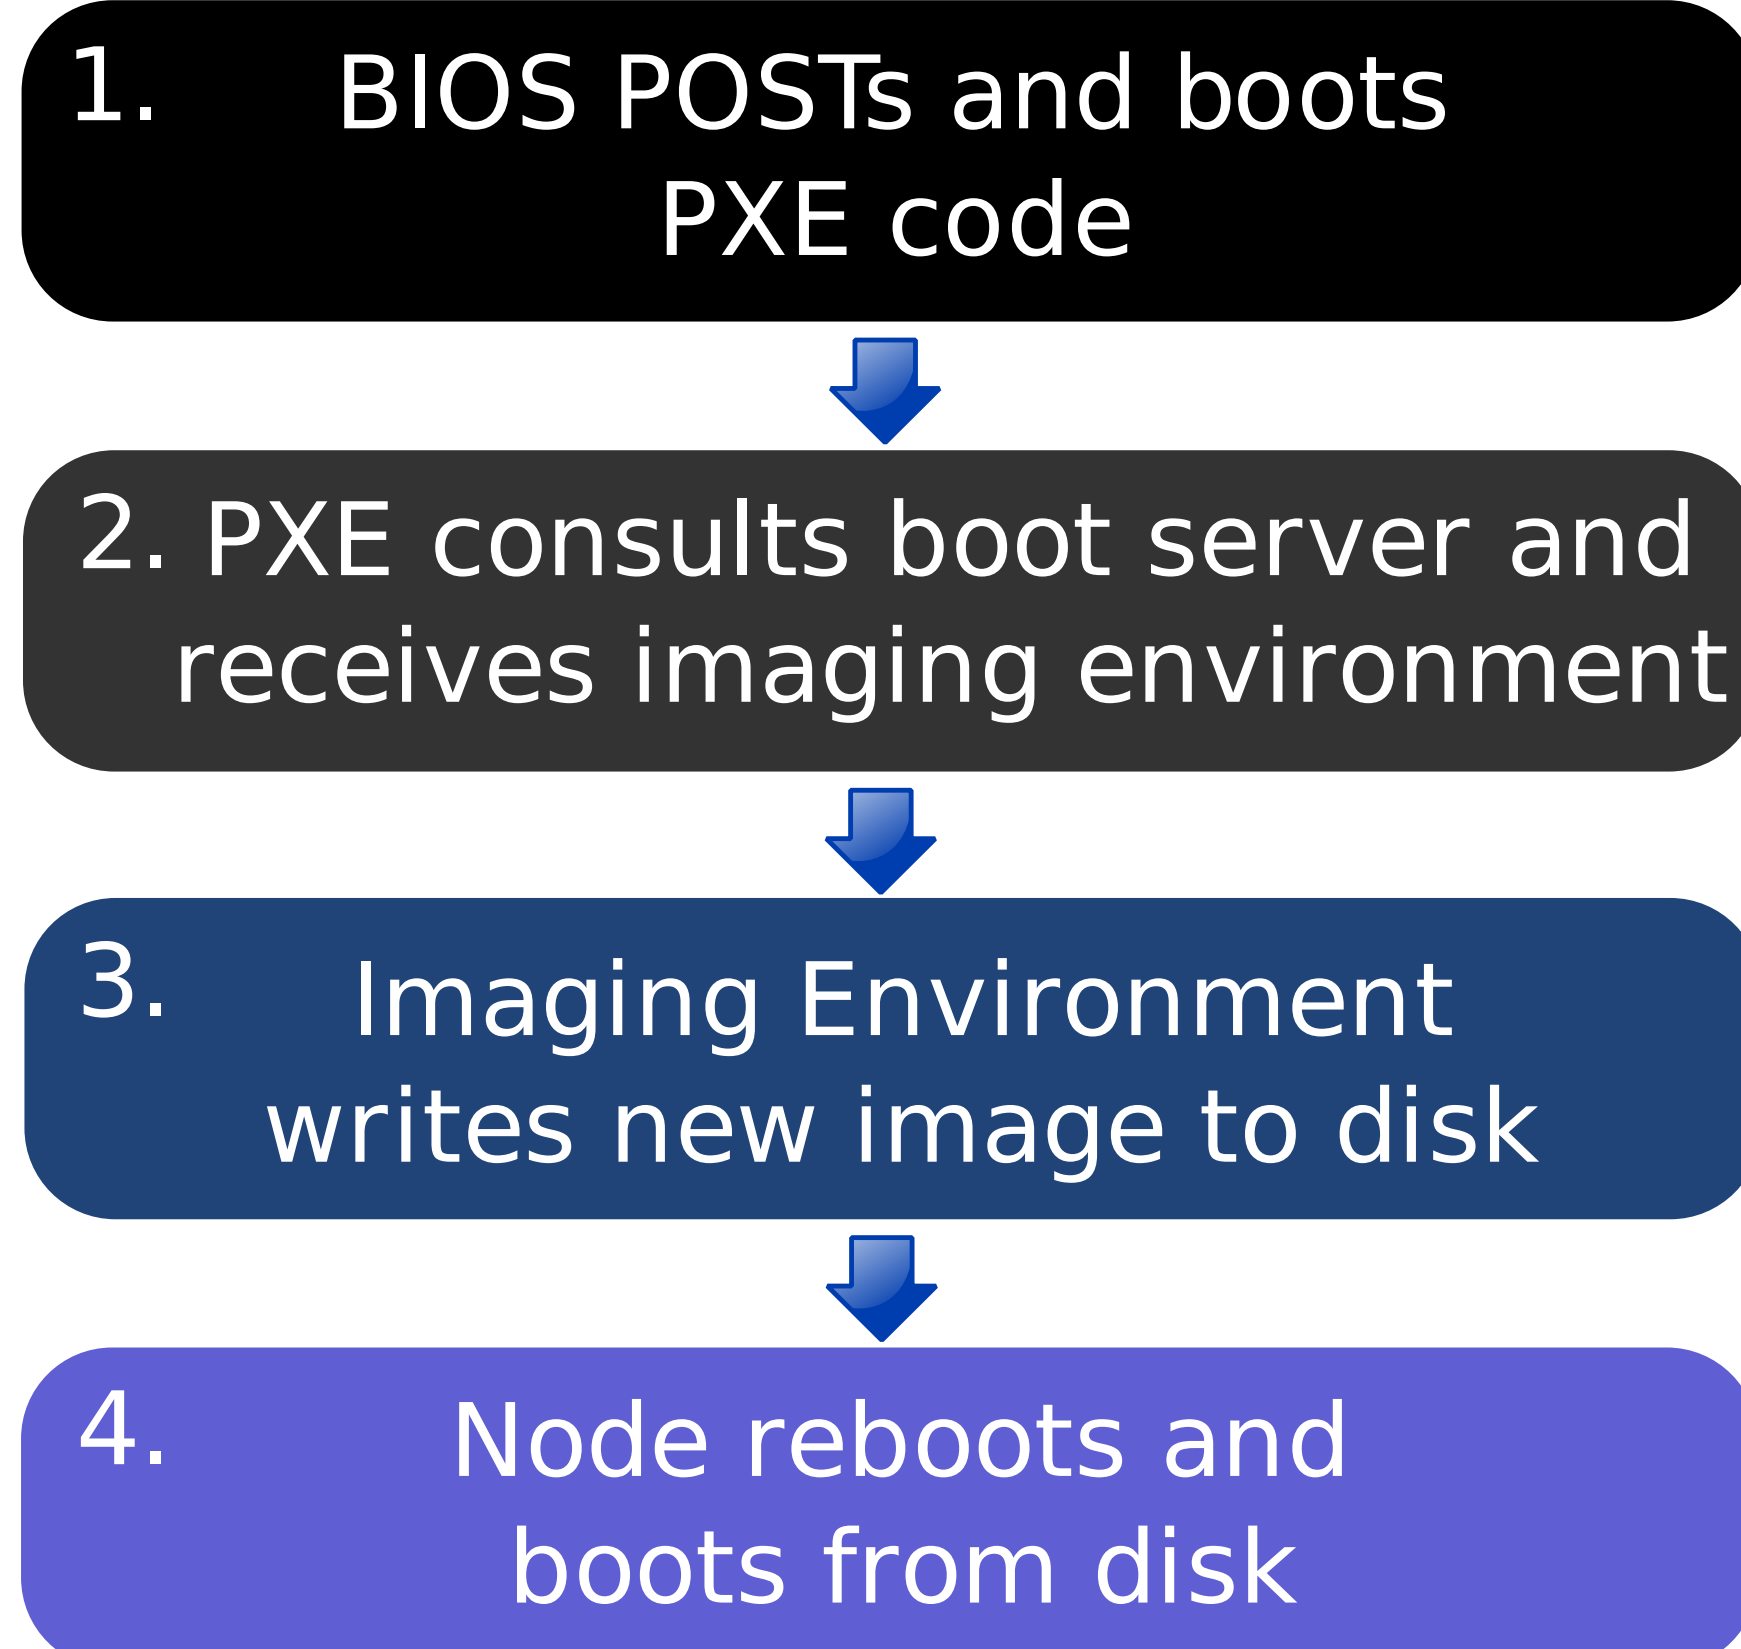 1. BIOS POSTs and boots
PXE code
2. PXE consults boot server and
receives imaging environment
3. Imaging Environment
writes new image to disk
4. Node reboots and
boots from disk